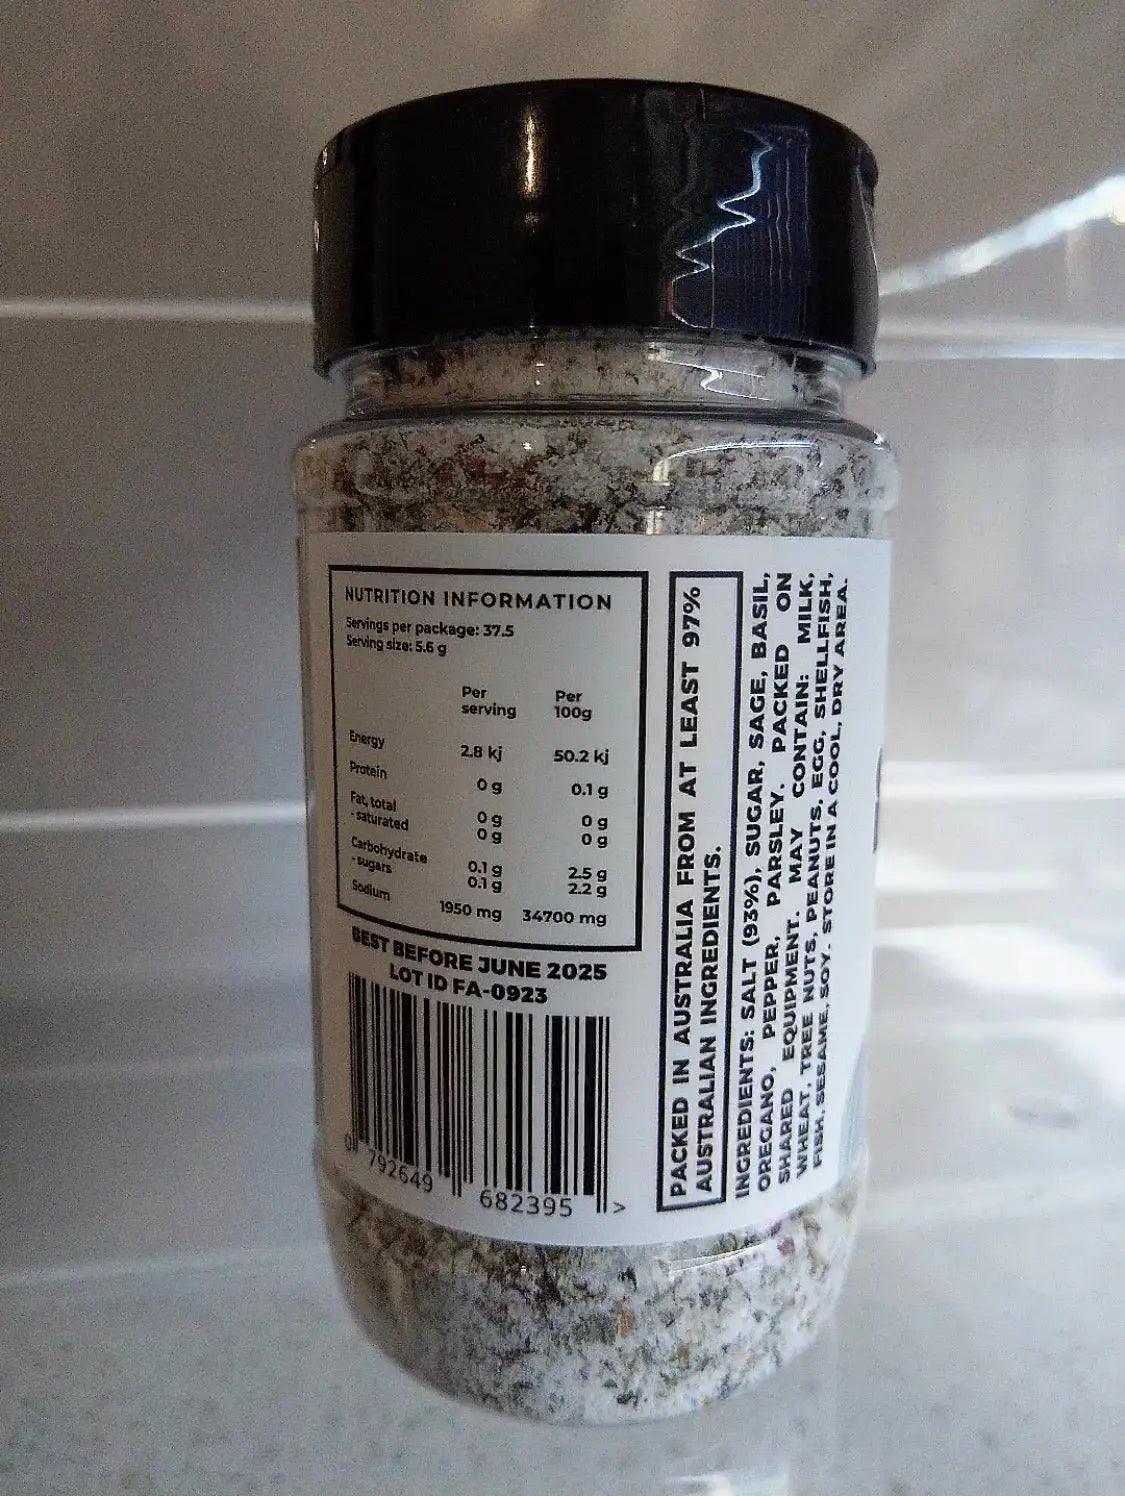 NUTRITION INFORMATION
Servings per package: 37.5
Serving size: 5.6 g
Per serving Per 100g
Energy 2.8 kj 50.2 kj
Protein 0 g 0.1 g
Fat, total 0 g 0 g
- saturated 0 g 0 g
Carbohydrate 0.1 g 2.5 g
- sugars 0.1 g 2.2 g
Sodium 1950 mg 34700 mg
BEST BEFORE JUNE 2025
LOT ID FA-0923
0 792649 682395 >
PACKED IN AUSTRALIA FROM AT LEAST 97%
AUSTRALIAN INGREDIENTS.
INGREDIENTS: SALT (93%), SUGAR, SAGE, BASIL,
OREGANO, PEPPER, PARSLEY. PACKED ON
SHARED EQUIPMENT. MAY CONTAIN: MILK,
WHEAT, TREE NUTS, PEANUTS, EGG, SHELLFISH,
FISH, SESAME, SOY. STORE IN A COOL, DRY AREA.